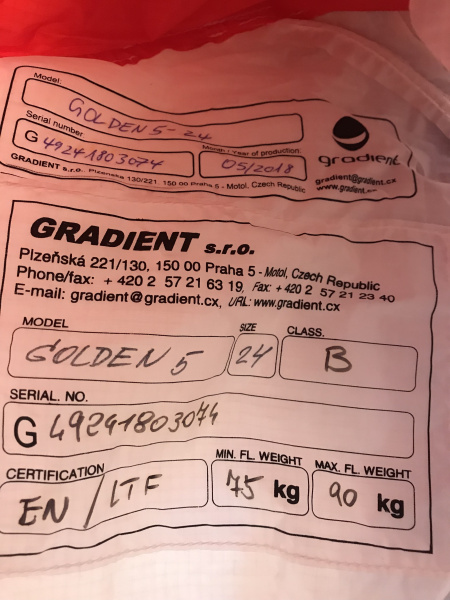 Model:
GOLDEN 5-24
Serial number:
G 49241803074
Month / Year of production:
05/2018
gradient
GRADIENT s.r.o., Plzenska 130/221, 150 00 Praha 5 - Motol, Czech Republic
gradient@gradient.cx
www.gradient.
GRADIENT s.r.o.
Plzeňská 221/130, 150 00 Praha 5 - Motol, Czech Republic
Phone/fax: + 420 2 57 21 63 19, Fax: + 420 2 57 21 23 40
E-mail: gradient@gradient.cx, URL: www.gradient.cx
MODEL SIZE CLASS.
GOLDEN 5 24 B
SERIAL. NO.
G 49241803074
CERTIFICATION MIN. FL. WEIGHT MAX. FL. WEIGHT
EN/LTF 75 kg 90 kg